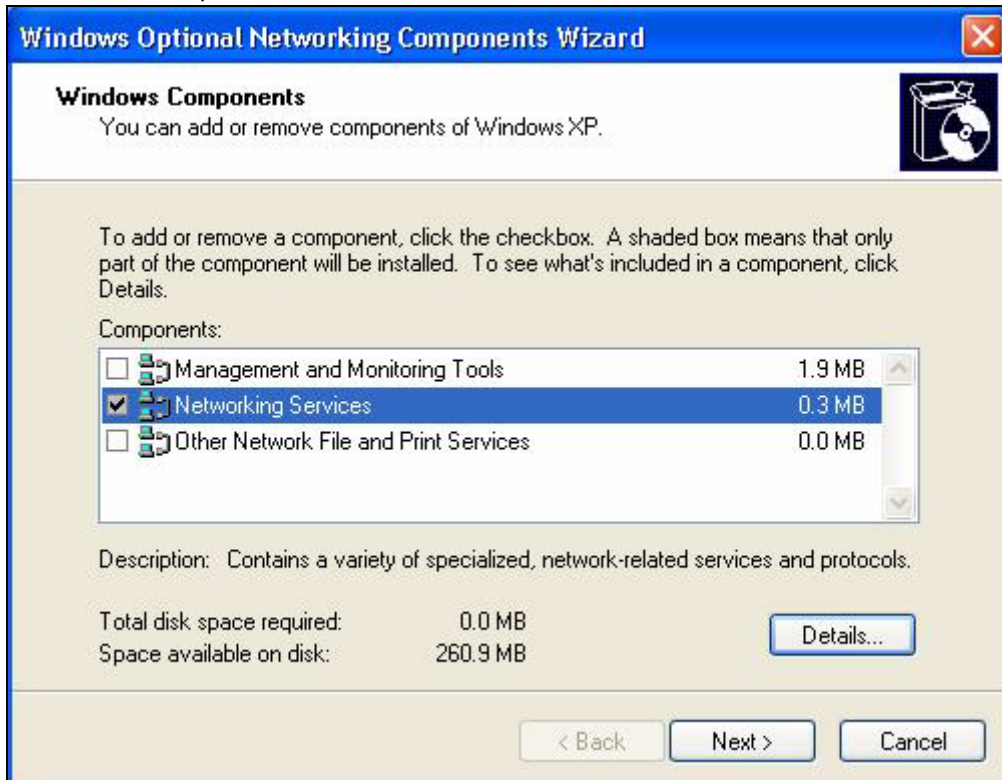 Windows Optional Networking Components Wizard
Windows Components
You can add or remove components of Windows XP.
To add or remove a component, click the checkbox. A shaded box means that only
part of the component will be installed. To see what's included in a component, click
Details.
Components:
Management and Monitoring Tools 1.9 MB
Networking Services 0.3 MB
Other Network File and Print Services 0.0 MB
Description: Contains a variety of specialized, network-related services and protocols.
Total disk space required: 0.0 MB
Space available on disk: 260.9 MB
Details...
< Back Next > Cancel